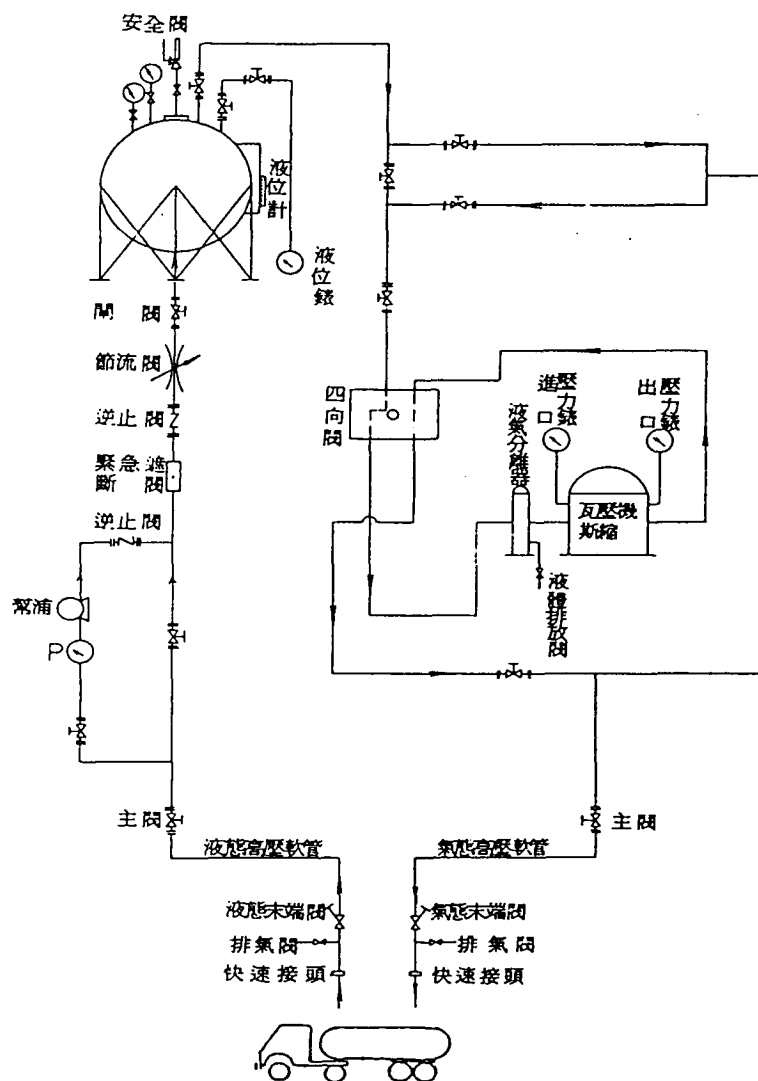 安全閥
液位計
液位錶
閘閥
節流閥
逆止閥
緊急遮
斷閥
逆止閥
幫浦
P
主閥
液態高壓軟管
液態末端閥
排氣閥
快速接頭
四向閥
液氣分離器
進口壓力錶
出口壓力錶
瓦斯壓縮機
液體排放閥
主閥
氣態高壓軟管
氣態末端閥
排氣閥
快速接頭